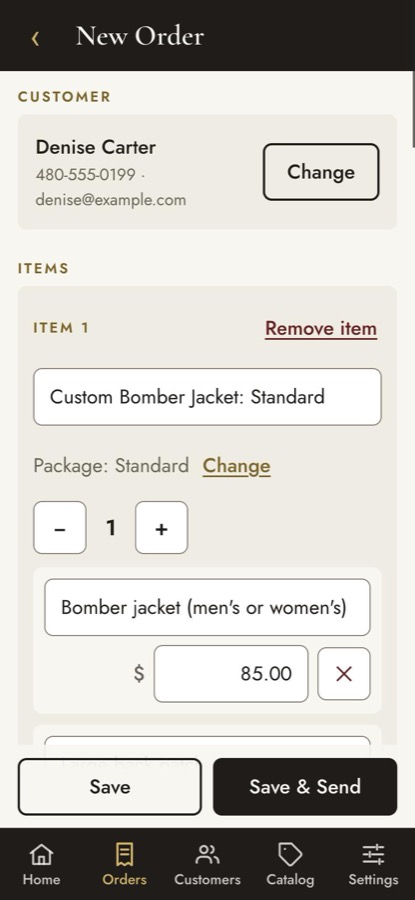 ‹ New Order
CUSTOMER
Denise Carter
480-555-0199 ·
denise@example.com
Change
ITEMS
ITEM 1
Remove item
Custom Bomber Jacket: Standard
Package: Standard Change
− 1 +
Bomber jacket (men's or women's)
$ 85.00 ×
Save
Save & Send
Home
Orders
Customers
Catalog
Settings